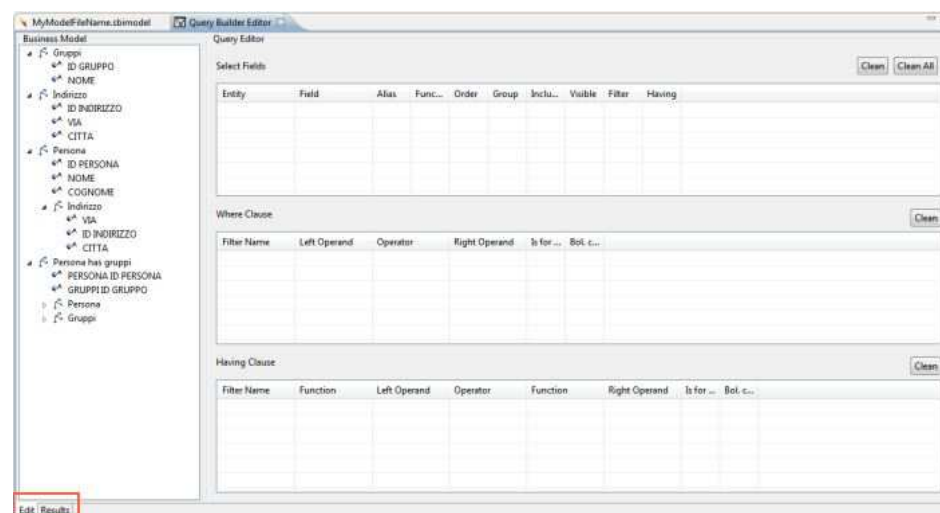 MyModelFileName.sbimodel
Query Builder Editor
Business Model
Gruppi
ID GRUPPO
NOME
Indirizzo
ID INDIRIZZO
VIA
CITTA
Persona
ID PERSONA
NOME
COGNOME
Indirizzo
VIA
ID INDIRIZZO
CITTA
Persona has gruppi
PERSONA ID PERSONA
GRUPPI ID GRUPPO
Persona
Gruppi
Query Editor
Select Fields
Clean Clean All
Entity Field Alias Func... Order Group Inclu... Visible Filter Having
Where Clause
Clean
Filter Name Left Operand Operator Right Operand Is for ... Bol. c...
Having Clause
Clean
Filter Name Function Left Operand Operator Function Right Operand Is for ... Bol. c...
Edit Results